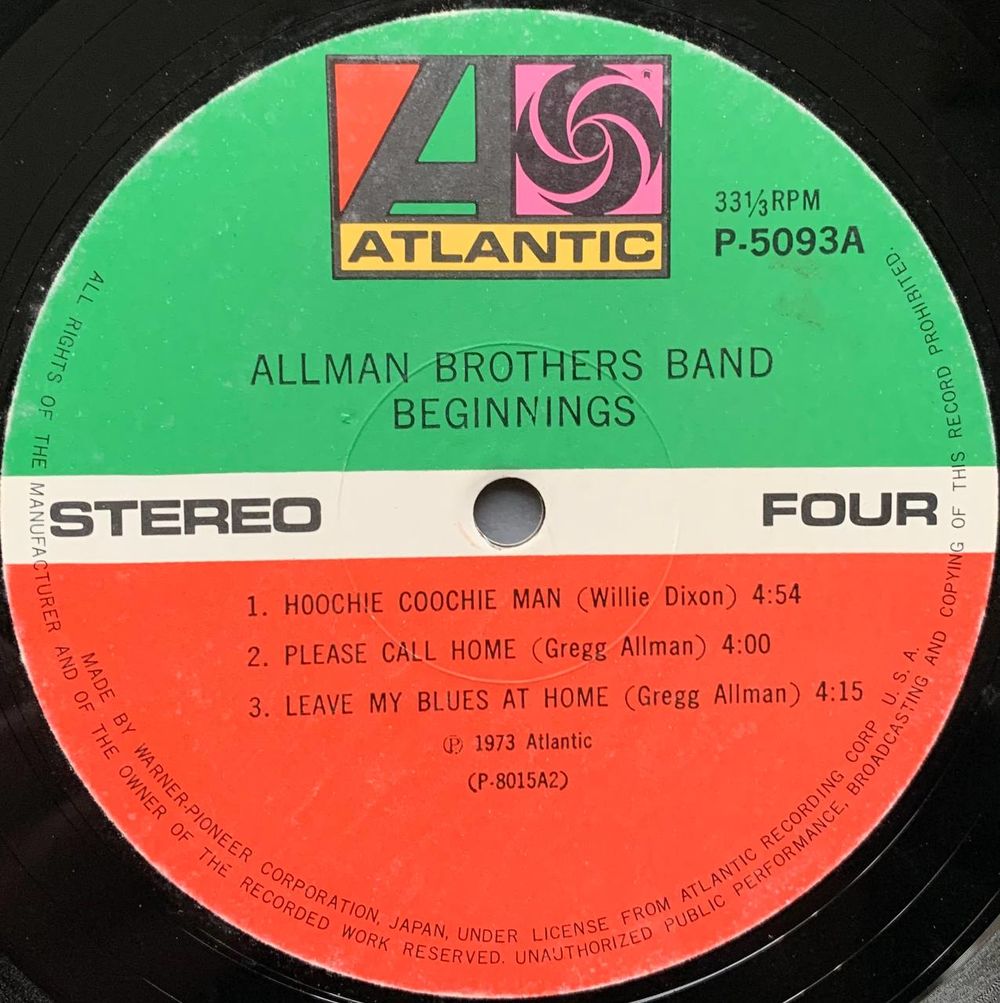 A
®
ATLANTIC
33⅓RPM
P-5093A
ALLMAN BROTHERS BAND
BEGINNINGS
STEREO
FOUR
1. HOOCHIE COOCHIE MAN (Willie Dixon) 4:54
2. PLEASE CALL HOME (Gregg Allman) 4:00
3. LEAVE MY BLUES AT HOME (Gregg Allman) 4:15
Ⓟ 1973 Atlantic
(P-8015A2)
MADE BY WARNER-PIONEER CORPORATION, JAPAN, UNDER LICENSE FROM ATLANTIC RECORDING CORP U. S. A.
ALL RIGHTS OF THE MANUFACTURER AND OF THE OWNER OF THE RECORDED WORK RESERVED. UNAUTHORIZED PUBLIC PERFORMANCE, BROADCASTING AND COPYING OF THIS RECORD PROHIBITED.